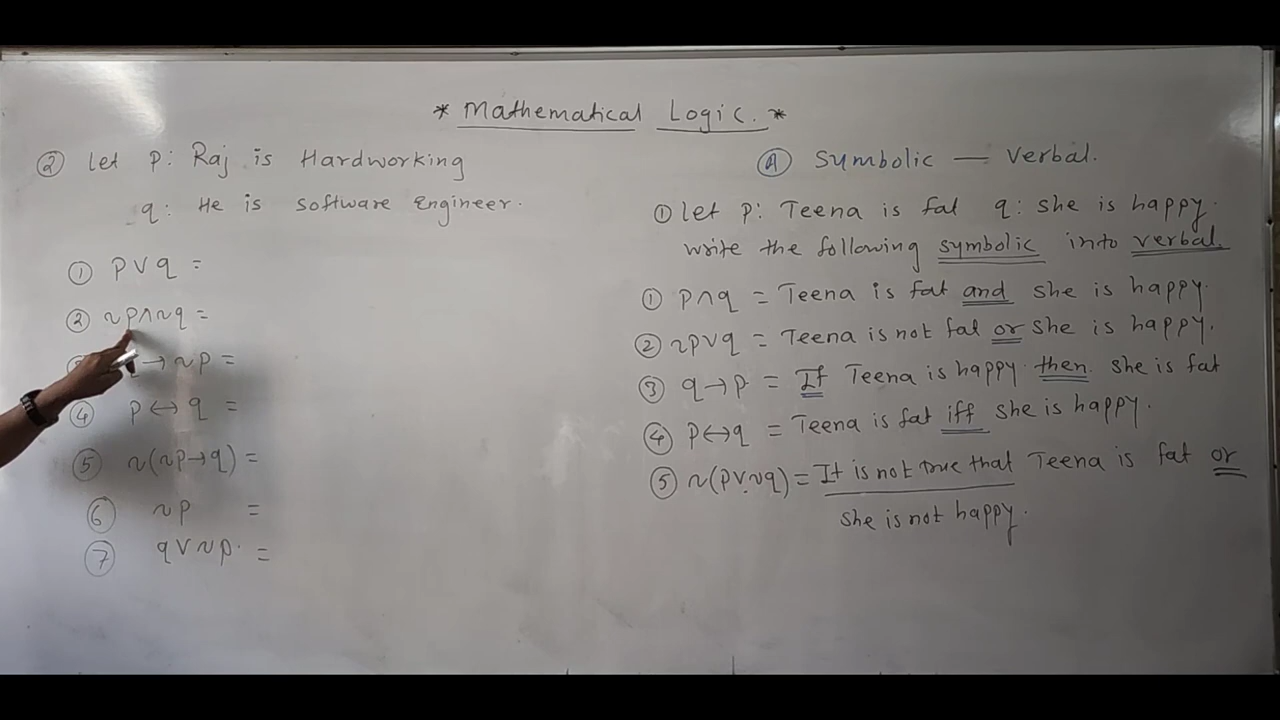 * Mathematical Logic. *
② Let p: Raj is Hardworking
q: He is software Engineer.
① p∨q =
② ~p∧~q =
→ ~p =
④ p↔q =
⑤ ~(~p→q) =
⑥ ~p =
⑦ q∨~p. =
Ⓐ Symbolic — Verbal.
① Let p: Teena is fat q: she is happy.
write the following symbolic into verbal.
① p∧q = Teena is fat and she is happy.
② ~p∨q = Teena is not fat or she is happy.
③ q→p = If Teena is happy then she is fat
④ p↔q = Teena is fat iff she is happy.
⑤ ~(p∨~q) = It is not true that Teena is fat or
she is not happy.